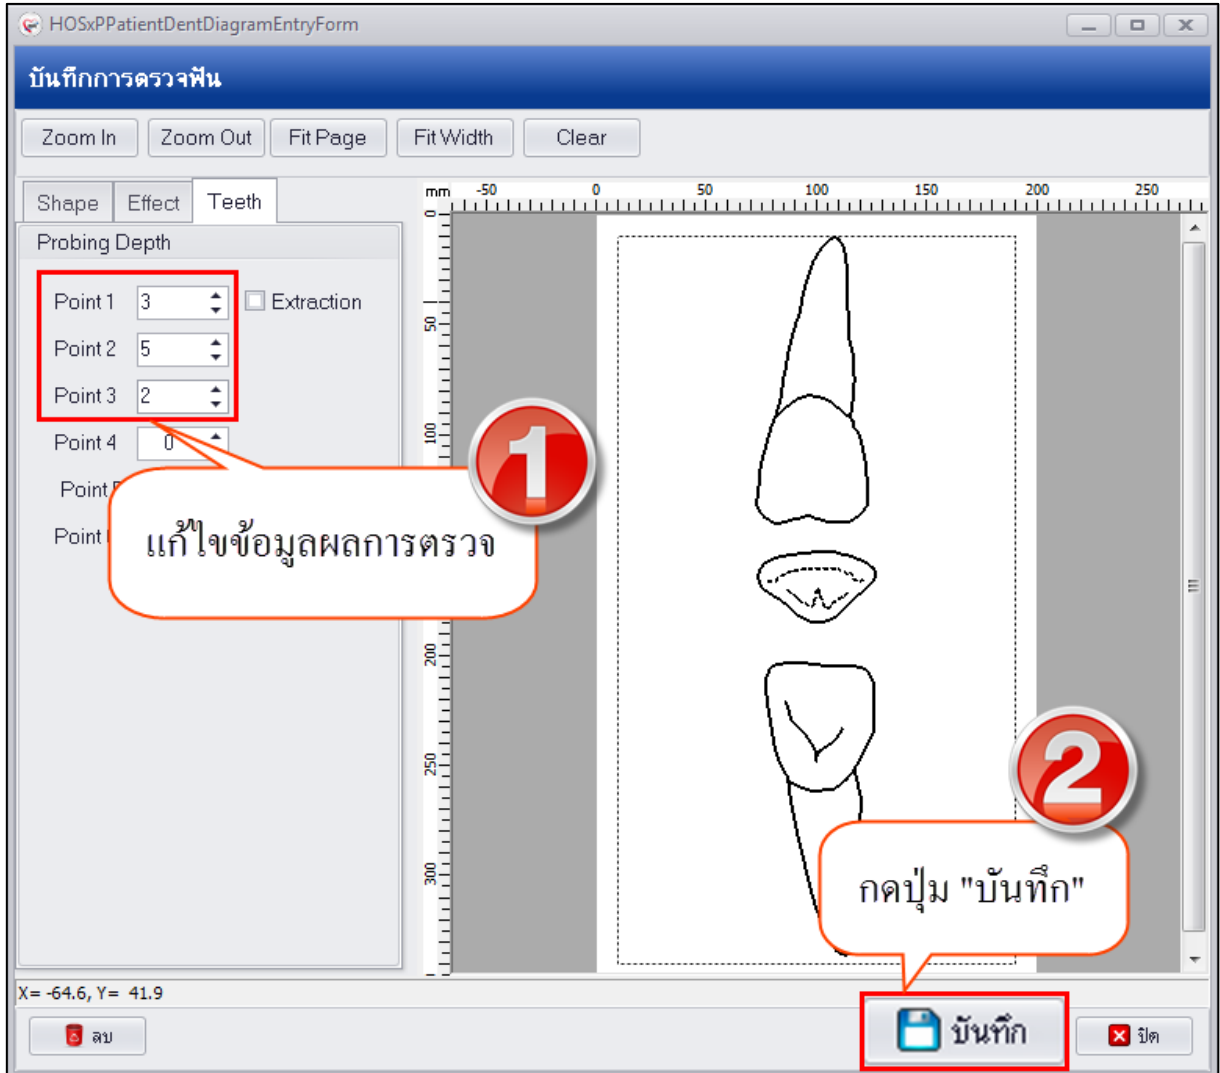 HOSxPPatientDentDiagramEntryForm
บันทึกการตรวจฟัน
Zoom In Zoom Out Fit Page Fit Width Clear
Shape Effect Teeth
mm -50 0 50 100 150 200 250
0
Probing Depth
Point 1 3 Extraction
50
Point 2 5
Point 3 2
1
Point 4 0
100
Point
Point
แก้ไขข้อมูลผลการตรวจ
200
2
250
300
กดปุ่ม "บันทึก"
X= -64.6, Y= 41.9
ลบ บันทึก ปิด